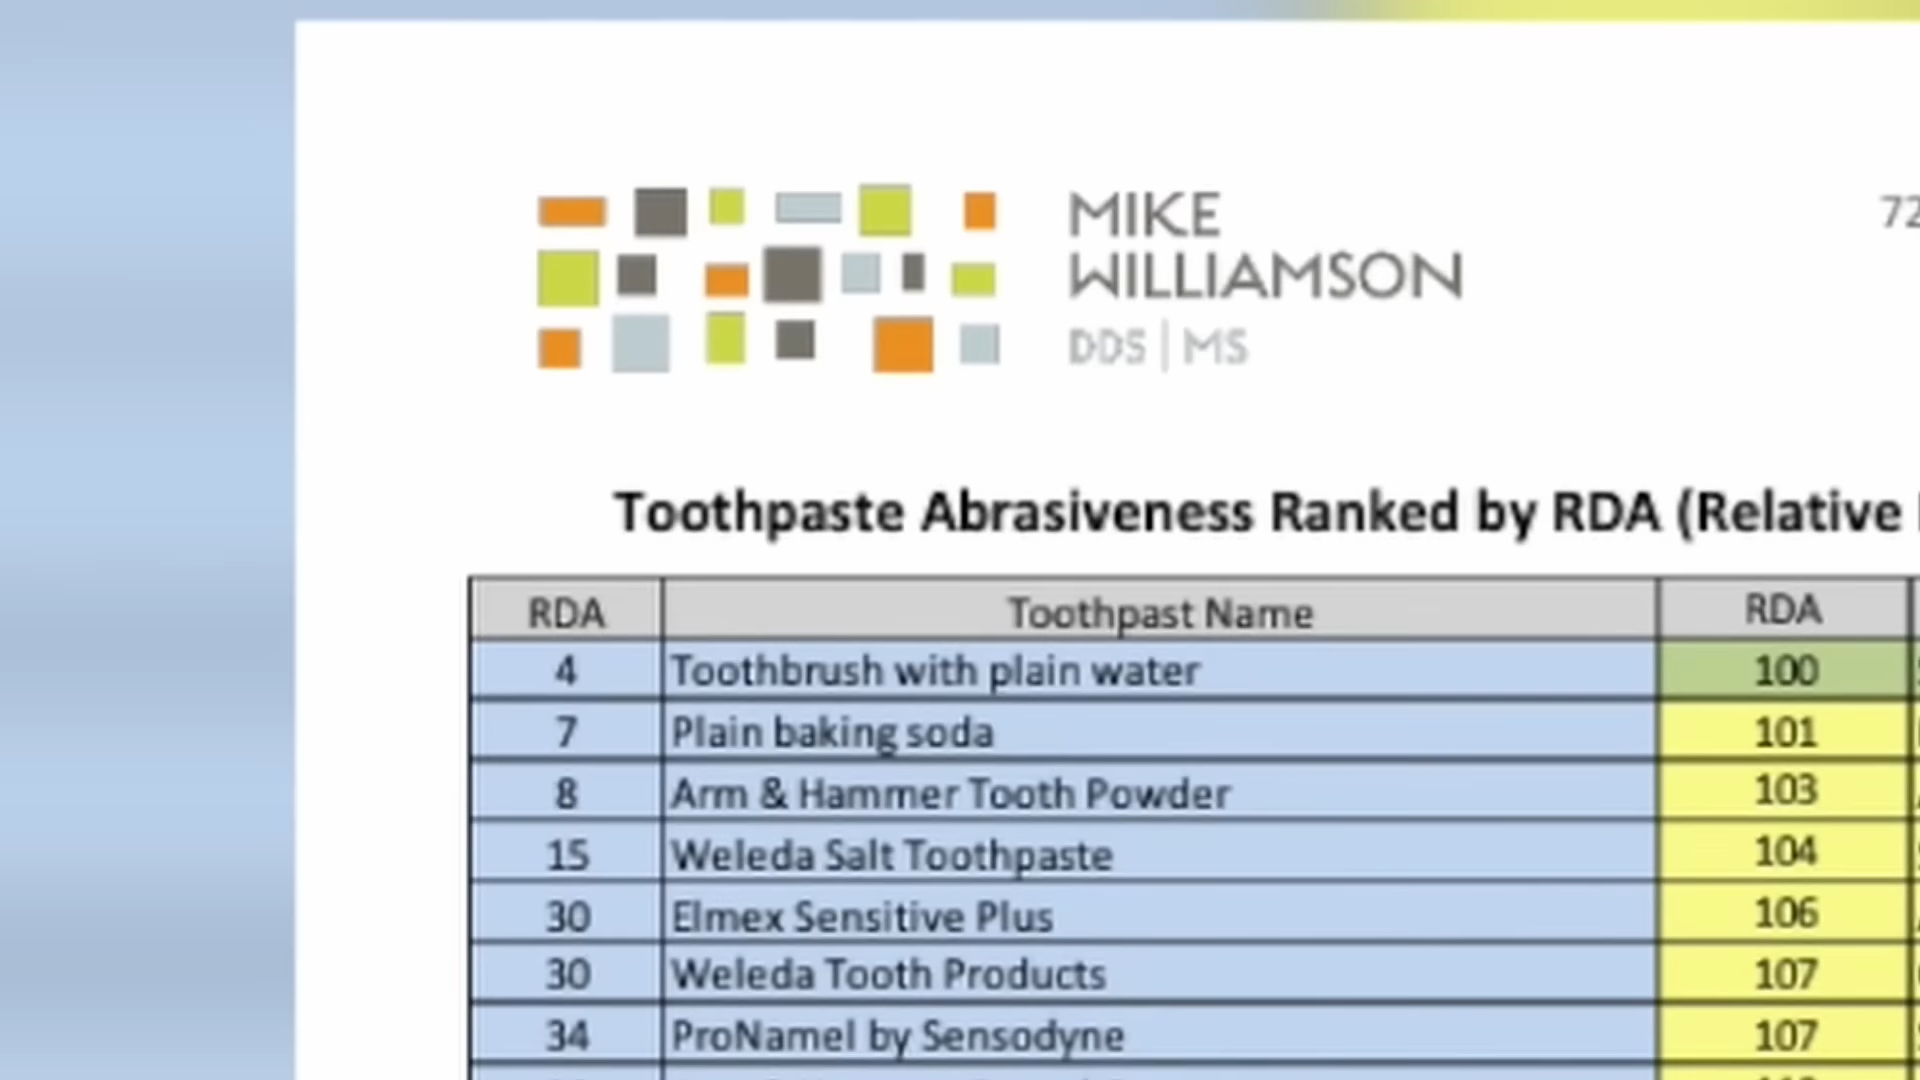 MIKE
WILLIAMSON
DDS | MS
72
Toothpaste Abrasiveness Ranked by RDA (Relative
RDA Toothpast Name RDA
4 Toothbrush with plain water 100
7 Plain baking soda 101
8 Arm & Hammer Tooth Powder 103
15 Weleda Salt Toothpaste 104
30 Elmex Sensitive Plus 106
30 Weleda Tooth Products 107
34 ProNamel by Sensodyne 107